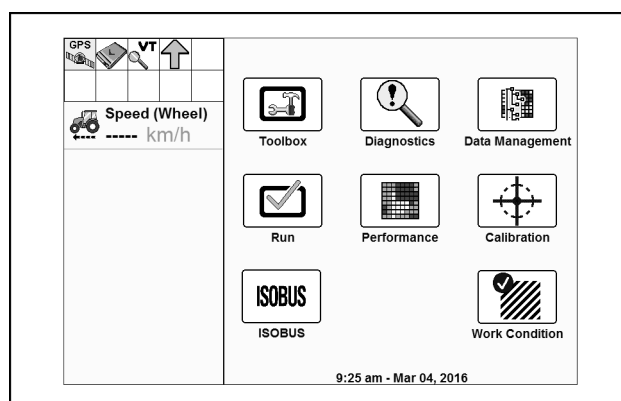 GPS
VT
Speed (Wheel)
----- km/h
Toolbox
Diagnostics
Data Management
Run
Performance
Calibration
ISOBUS
ISOBUS
Work Condition
9:25 am - Mar 04, 2016